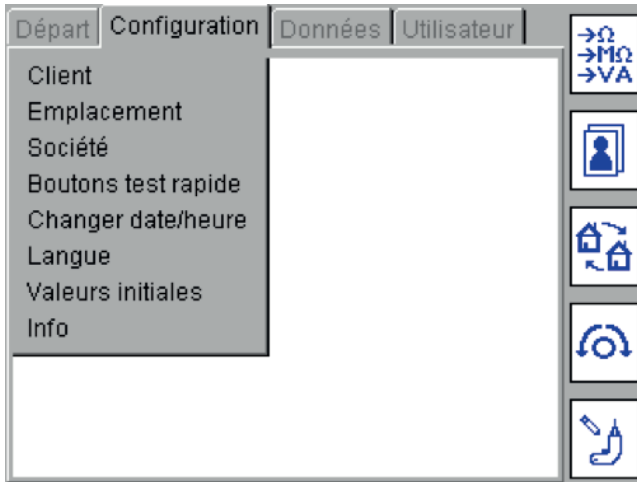 Départ Configuration Données Utilisateur
→Ω
→MΩ
→VA
Client
Emplacement
Société
Boutons test rapide
Changer date/heure
Langue
Valeurs initiales
Info